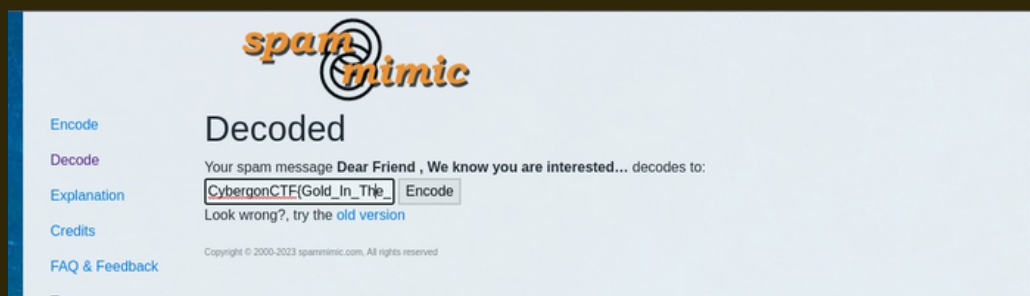 spam
mimic
Encode
Decode
Explanation
Credits
FAQ & Feedback
Decoded
Your spam message Dear Friend , We know you are interested... decodes to:
CybergonCTF{Gold_In_The_
Encode
Look wrong?, try the old version
Copyright © 2000-2023 spammimic.com, All rights reserved